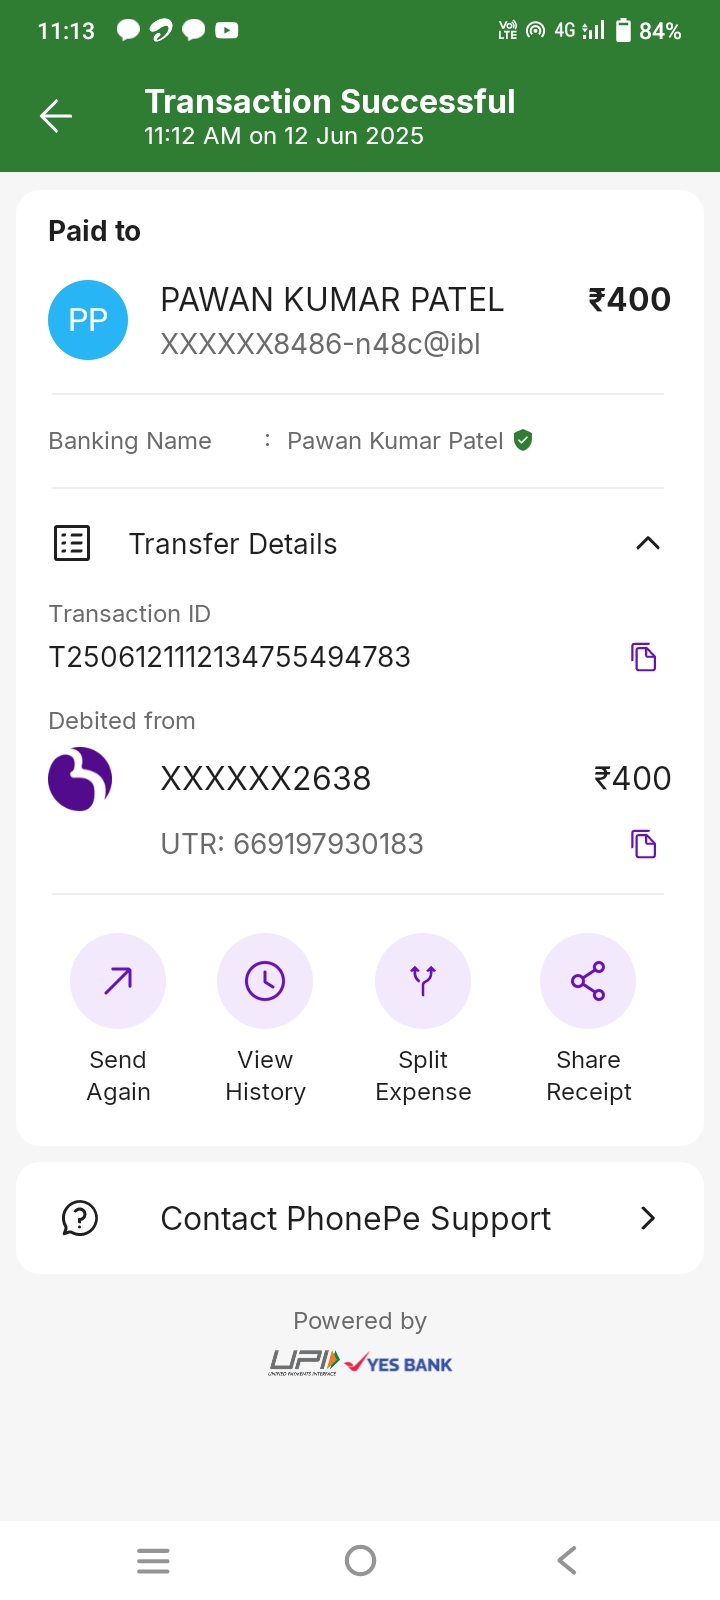 11:13
VoI) LTE 4G 84%
Transaction Successful
11:12 AM on 12 Jun 2025
Paid to
PP PAWAN KUMAR PATEL ₹400
XXXXXX8486-n48c@ibl
Banking Name : Pawan Kumar Patel
Transfer Details
Transaction ID
T2506121112134755494783
Debited from
XXXXXX2638 ₹400
UTR: 669197930183
Send Again
View History
Split Expense
Share Receipt
Contact PhonePe Support
Powered by
UPI YES BANK
UNIFIED PAYMENTS INTERFACE